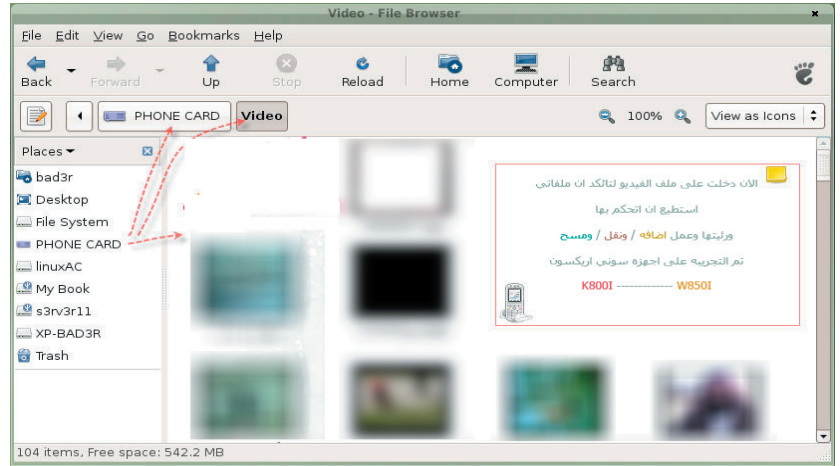 Video - File Browser
File Edit View Go Bookmarks Help
Back Forward Up Stop Reload Home Computer Search
PHONE CARD Video 100% View as Icons
Places
bad3r
Desktop
File System
PHONE CARD
linuxAC
My Book
s3rv3r11
XP-BAD3R
Trash
الان دخلت على ملف الفيديو لتالكد ان ملفاتي
استطيع ان اتحكم بها
ورئيتها وعمل اضافه / ونقل / ومسح
تم التجريبه على اجهزه سوني اريكسون
K800I ------------- W850I
104 items, Free space: 542.2 MB